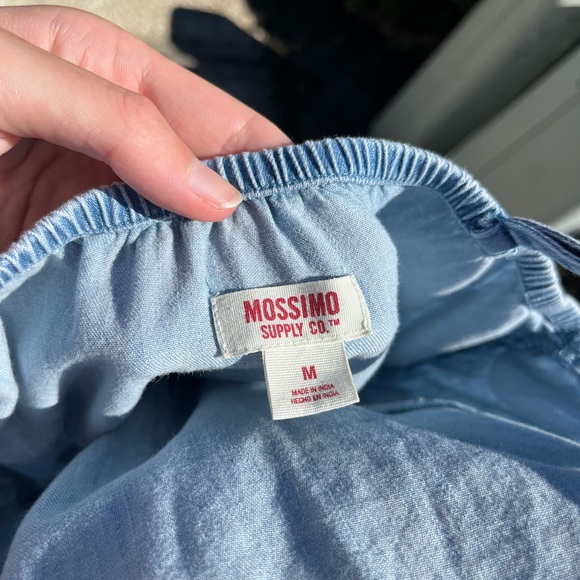 MOSSIMO
SUPPLY CO.™
M
MADE IN INDIA
HECHO EN INDIA